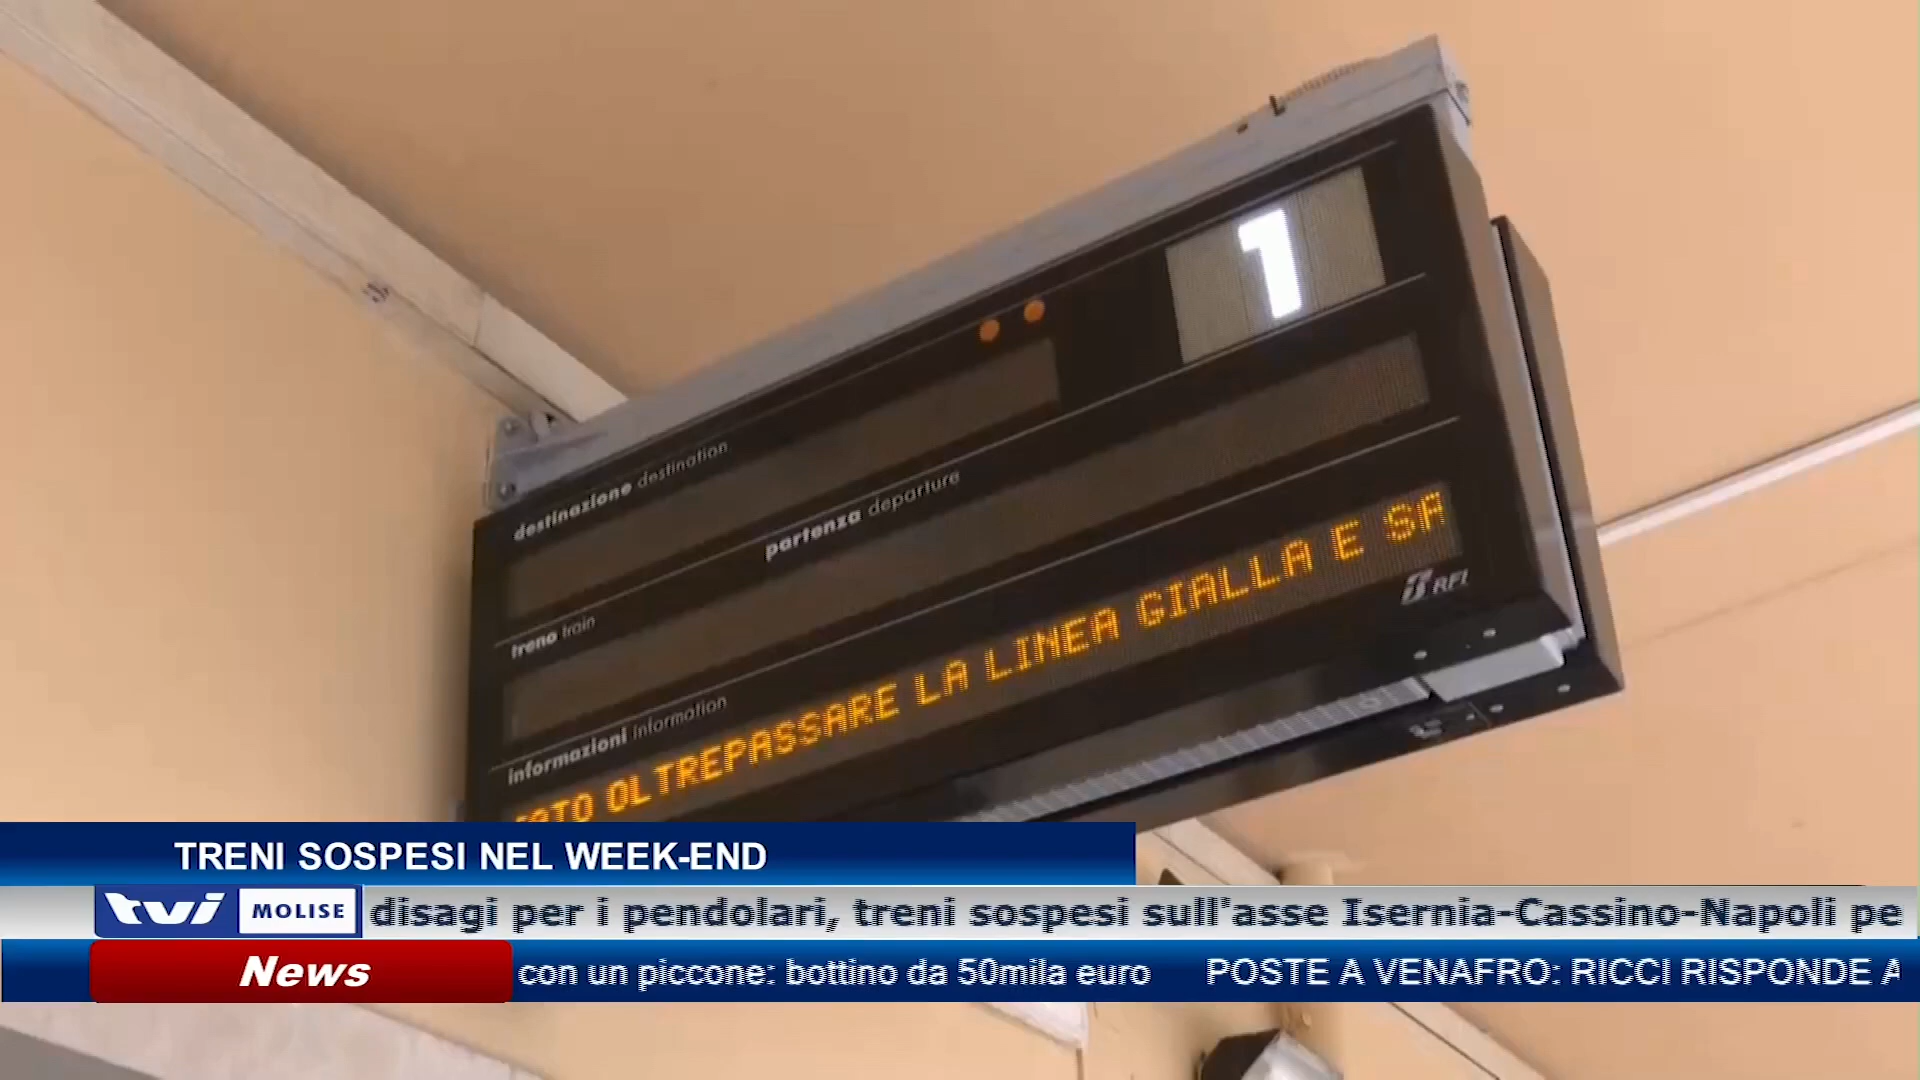 1
destinazione destination
partenza departure
treno train
informazioni information
OLTREPASSARE LA LINEA GIALLA E SA
RFI
TRENI SOSPESI NEL WEEK-END
tvi MOLISE
disagi per i pendolari, treni sospesi sull'asse Isernia-Cassino-Napoli pe
News
con un piccone: bottino da 50mila euro POSTE A VENAFRO: RICCI RISPONDE A